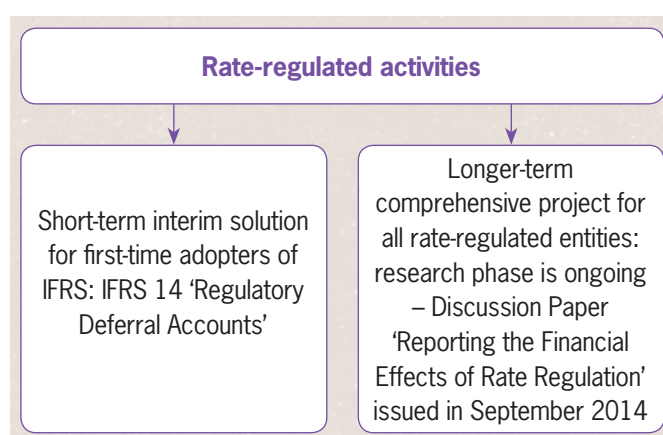 Rate-regulated activities
Short-term interim solution
for first-time adopters of
IFRS: IFRS 14 ‘Regulatory
Deferral Accounts’
Longer-term
comprehensive project for
all rate-regulated entities:
research phase is ongoing
– Discussion Paper
‘Reporting the Financial
Effects of Rate Regulation’
issued in September 2014